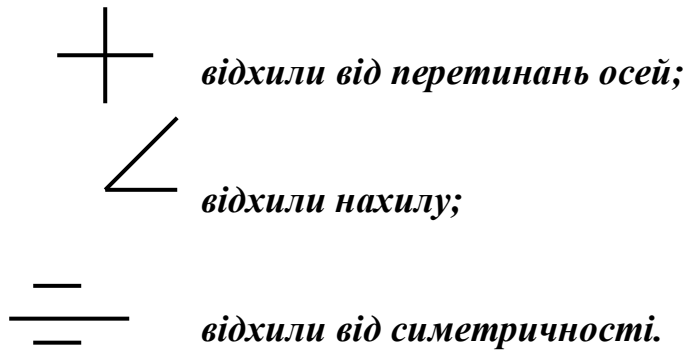 відхили від перетинань осей;
відхили нахилу;
відхили від симетричності.